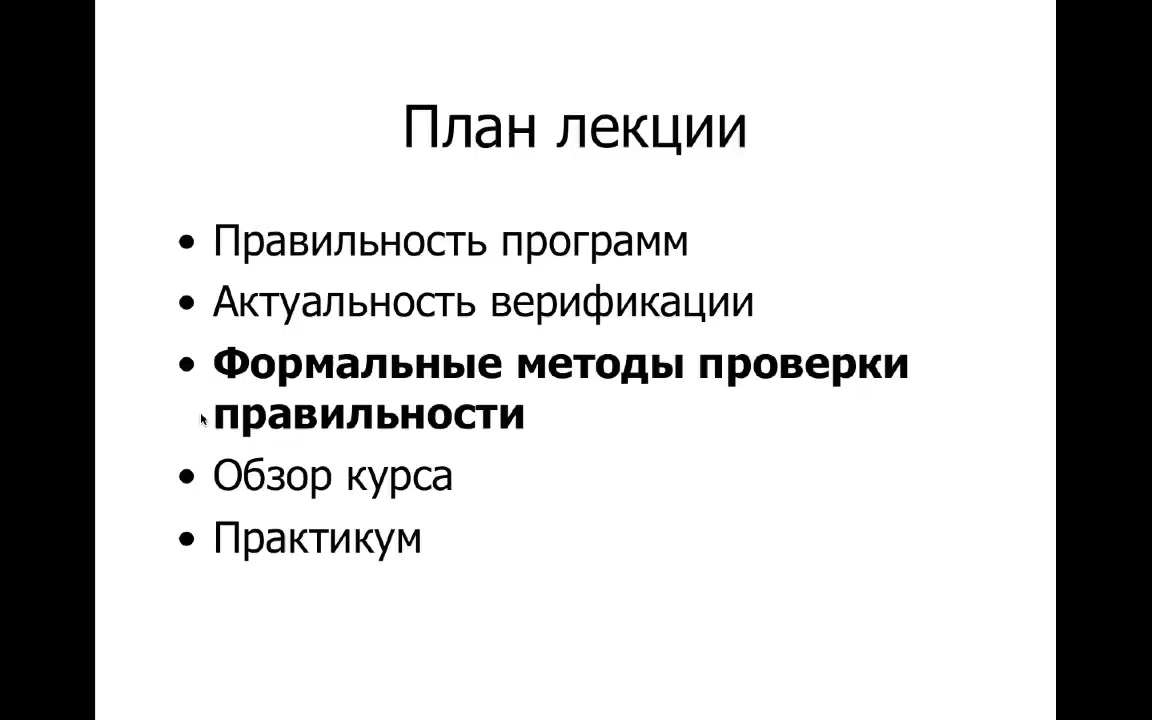 План лекции
• Правильность программ
• Актуальность верификации
• Формальные методы проверки
правильности
• Обзор курса
• Практикум